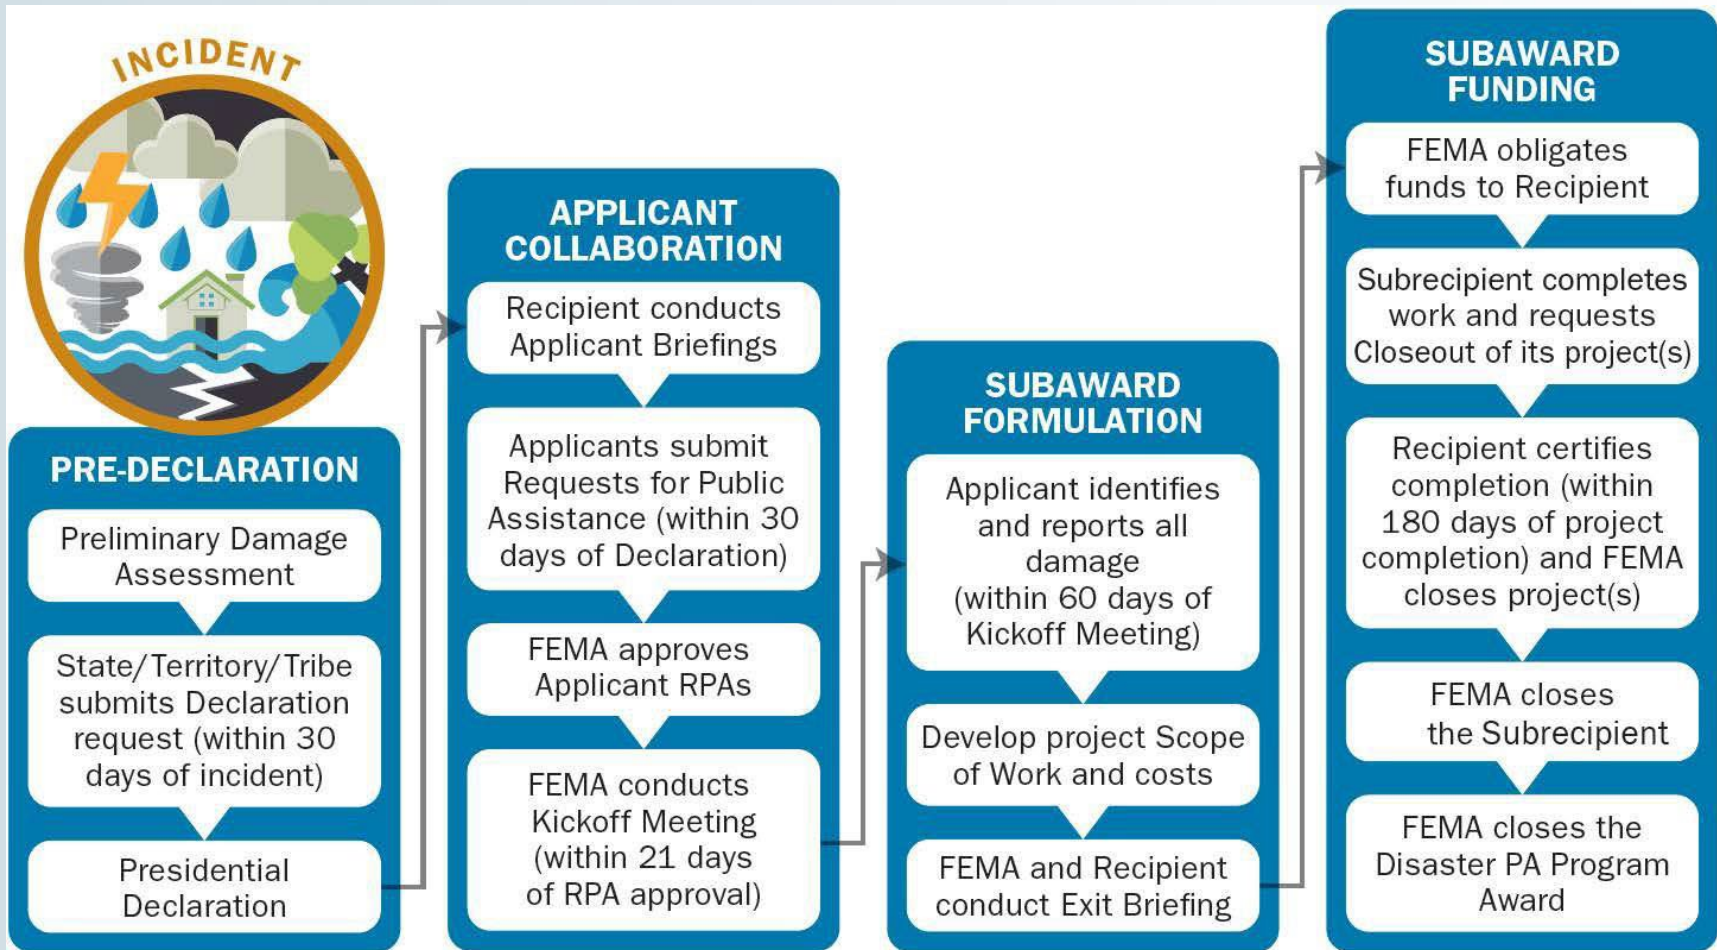 INCIDENT
PRE-DECLARATION
Preliminary Damage
Assessment
State/Territory/Tribe
submits Declaration
request (within 30
days of incident)
Presidential
Declaration
APPLICANT
COLLABORATION
Recipient conducts
Applicant Briefings
Applicants submit
Requests for Public
Assistance (within 30
days of Declaration)
FEMA approves
Applicant RPAs
FEMA conducts
Kickoff Meeting
(within 21 days
of RPA approval)
SUBAWARD
FORMULATION
Applicant identifies
and reports all
damage
(within 60 days of
Kickoff Meeting)
Develop project Scope
of Work and costs
FEMA and Recipient
conduct Exit Briefing
SUBAWARD
FUNDING
FEMA obligates
funds to Recipient
Subrecipient completes
work and requests
Closeout of its project(s)
Recipient certifies
completion (within
180 days of project
completion) and FEMA
closes project(s)
FEMA closes
the Subrecipient
FEMA closes the
Disaster PA Program
Award